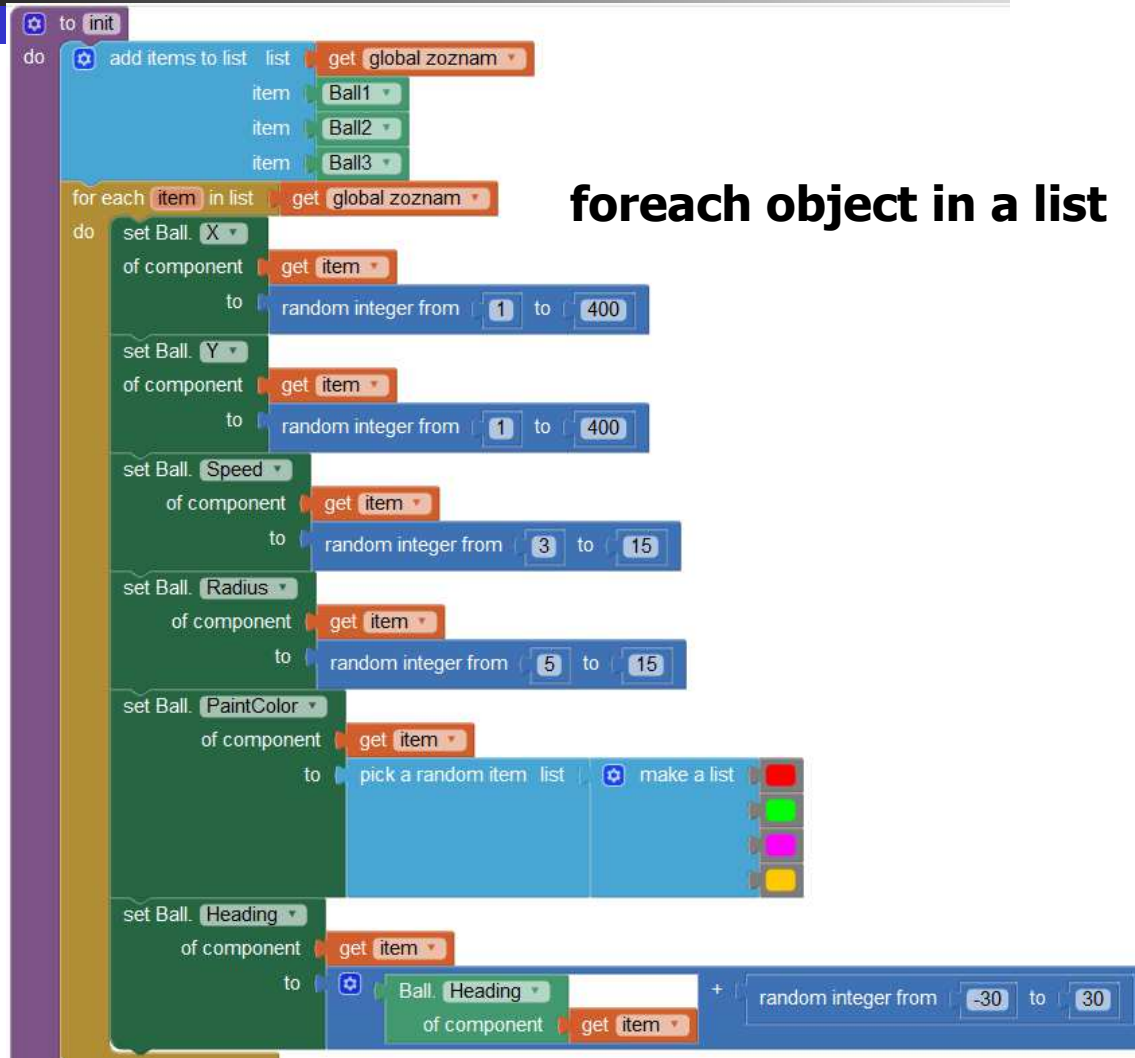 to init
do add items to list list get global zoznam
item Ball1
item Ball2
item Ball3
for each item in list get global zoznam
foreach object in a list
do set Ball. X
of component get item
to random integer from 1 to 400
set Ball. Y
of component get item
to random integer from 1 to 400
set Ball. Speed
of component get item
to random integer from 3 to 15
set Ball. Radius
of component get item
to random integer from 5 to 15
set Ball. PaintColor
of component get item
to pick a random item list make a list
set Ball. Heading
of component get item
to Ball. Heading + random integer from -30 to 30
of component get item